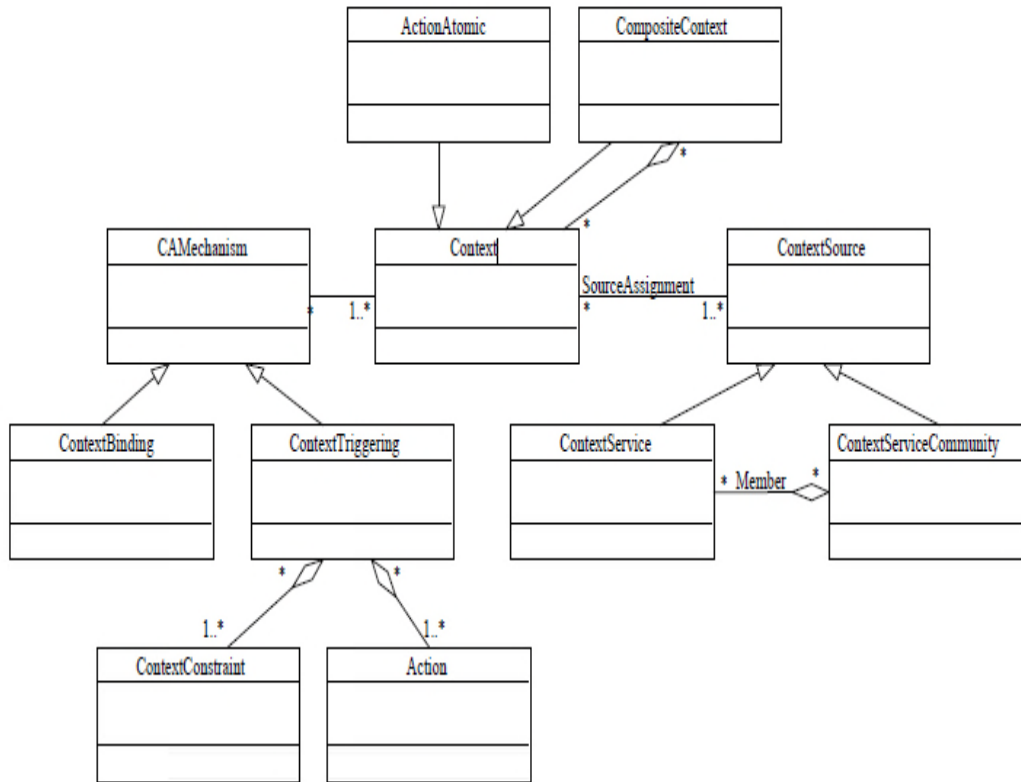 ActionAtomic
CompositeContext
*
*
CAMechanism
Context
ContextSource
SourceAssignment
*
1..*
*
1..*
ContextBinding
ContextTriggering
ContextService
ContextServiceCommunity
* Member *
*
*
1..*
1..*
ContextConstraint
Action